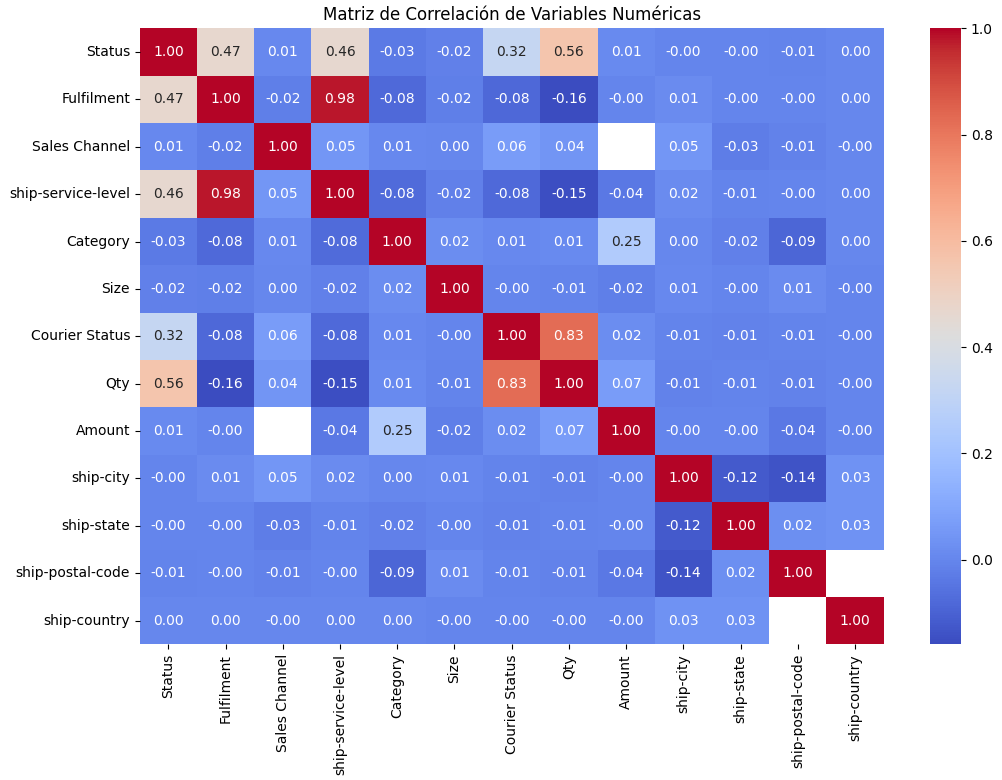 Matriz de Correlación de Variables Numéricas
Status 1.00 0.47 0.01 0.46 -0.03 -0.02 0.32 0.56 0.01 -0.00 -0.00 -0.01 0.00
Fulfilment 0.47 1.00 -0.02 0.98 -0.08 -0.02 -0.08 -0.16 -0.00 0.01 -0.00 -0.00 0.00
Sales Channel 0.01 -0.02 1.00 0.05 0.01 0.00 0.06 0.04 0.05 -0.03 -0.01 -0.00
ship-service-level 0.46 0.98 0.05 1.00 -0.08 -0.02 -0.08 -0.15 -0.04 0.02 -0.01 -0.00 0.00
Category -0.03 -0.08 0.01 -0.08 1.00 0.02 0.01 0.01 0.25 0.00 -0.02 -0.09 0.00
Size -0.02 -0.02 0.00 -0.02 0.02 1.00 -0.00 -0.01 -0.02 0.01 -0.00 0.01 -0.00
Courier Status 0.32 -0.08 0.06 -0.08 0.01 -0.00 1.00 0.83 0.02 -0.01 -0.01 -0.01 -0.00
Qty 0.56 -0.16 0.04 -0.15 0.01 -0.01 0.83 1.00 0.07 -0.01 -0.01 -0.01 -0.00
Amount 0.01 -0.00 -0.04 0.25 -0.02 0.02 0.07 1.00 -0.00 -0.00 -0.04 -0.00
ship-city -0.00 0.01 0.05 0.02 0.00 0.01 -0.01 -0.01 -0.00 1.00 -0.12 -0.14 0.03
ship-state -0.00 -0.00 -0.03 -0.01 -0.02 -0.00 -0.01 -0.01 -0.00 -0.12 1.00 0.02 0.03
ship-postal-code -0.01 -0.00 -0.01 -0.00 -0.09 0.01 -0.01 -0.01 -0.04 -0.14 0.02 1.00
ship-country 0.00 0.00 -0.00 0.00 0.00 -0.00 -0.00 -0.00 -0.00 0.03 0.03 1.00
Status
Fulfilment
Sales Channel
ship-service-level
Category
Size
Courier Status
Qty
Amount
ship-city
ship-state
ship-postal-code
ship-country
1.0
0.8
0.6
0.4
0.2
0.0